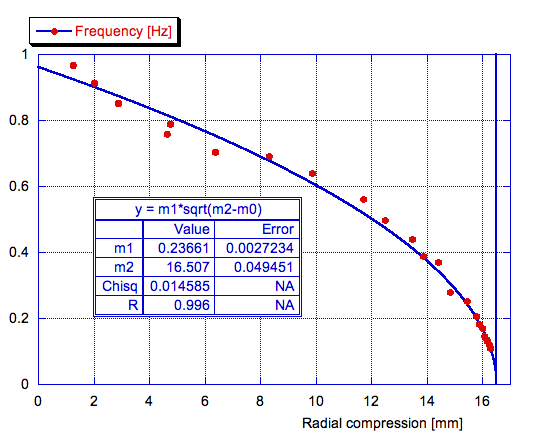 Frequency [Hz]
1
0.8
0.6
0.4
0.2
0
y = m1*sqrt(m2-m0)
Value Error
m1 0.23661 0.0027234
m2 16.507 0.049451
Chisq 0.014585 NA
R 0.996 NA
0 2 4 6 8 10 12 14 16
Radial compression [mm]